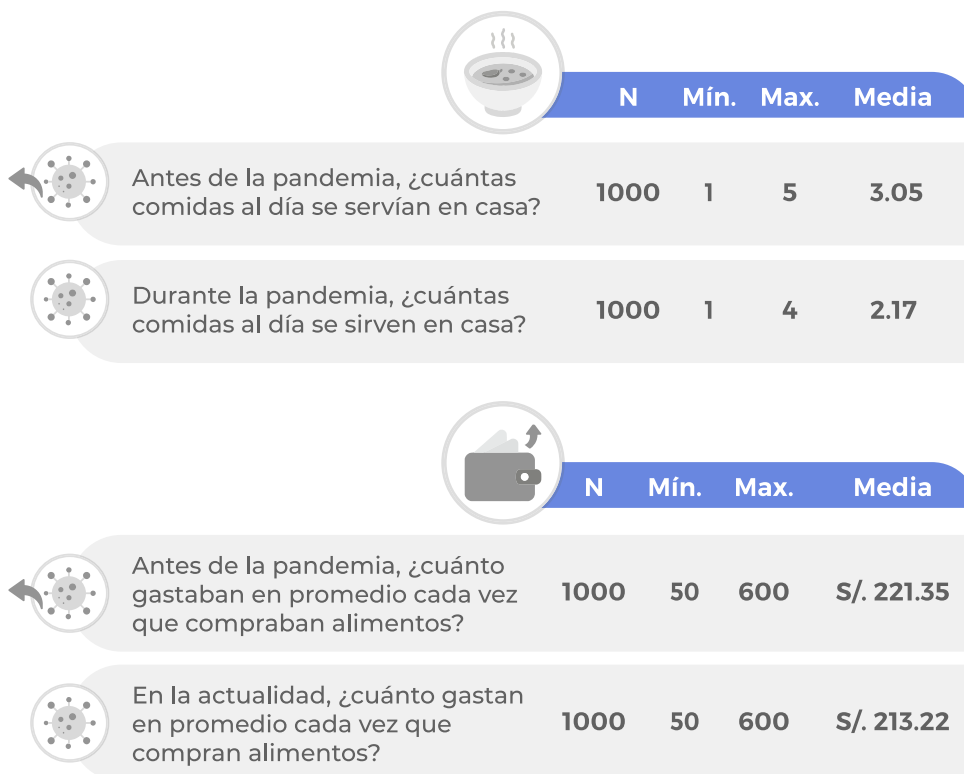 N Mín. Max. Media
Antes de la pandemia, ¿cuántas
comidas al día se servían en casa?
1000 1 5 3.05
Durante la pandemia, ¿cuántas
comidas al día se sirven en casa?
1000 1 4 2.17
N Mín. Max. Media
Antes de la pandemia, ¿cuánto
gastaban en promedio cada vez
que compraban alimentos?
1000 50 600 S/. 221.35
En la actualidad, ¿cuánto gastan
en promedio cada vez que
compran alimentos?
1000 50 600 S/. 213.22